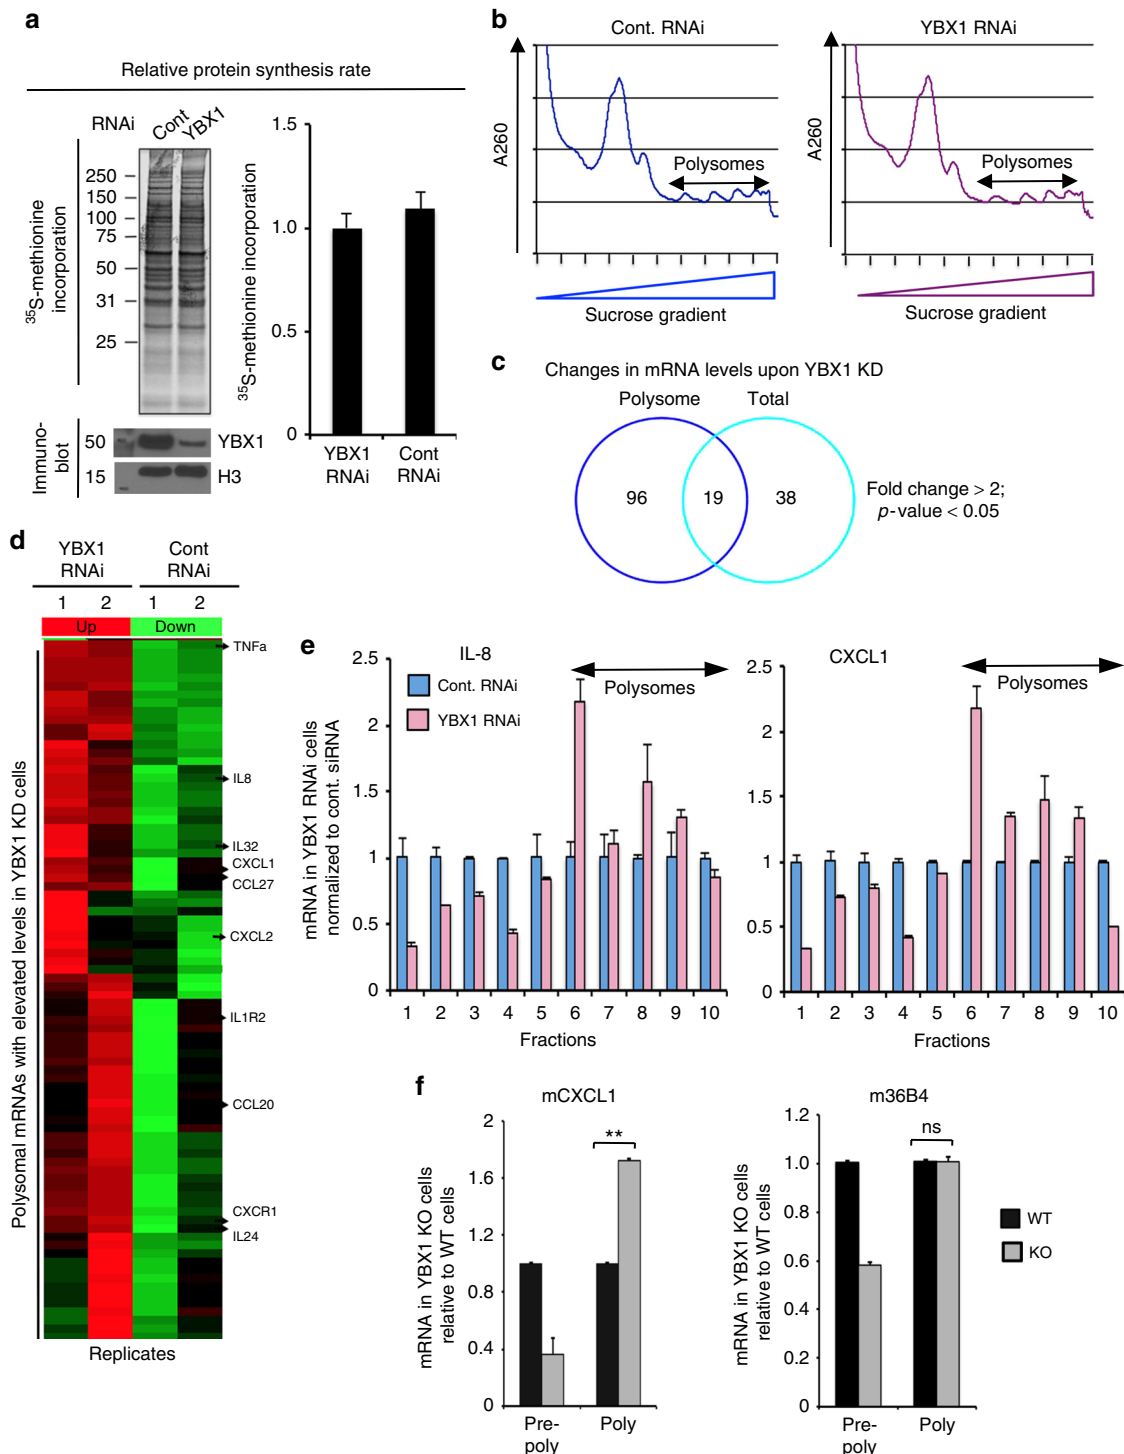 a
Relative protein synthesis rate
RNAi
Cont
YBX1
250
150
100
75
50
31
25
³⁵S-methionine
incorporation
Immuno-
blot
50
YBX1
15
H3
³⁵S-methionine incorporation
1.5
1.0
0.5
0
YBX1
RNAi
Cont
RNAi
b
Cont. RNAi
A260
Polysomes
Sucrose gradient
YBX1 RNAi
A260
Polysomes
Sucrose gradient
c
Changes in mRNA levels upon YBX1 KD
Polysome
Total
96
19
38
Fold change > 2;
p-value < 0.05
d
YBX1
RNAi
Cont
RNAi
1 2 1 2
Up
Down
Polysomal mRNAs with elevated levels in YBX1 KD cells
TNFa
IL8
IL32
CXCL1
CCL27
CXCL2
IL1R2
CCL20
CXCR1
IL24
Replicates
e
IL-8
Cont. RNAi
YBX1 RNAi
Polysomes
mRNA in YBX1 RNAi cells
normalized to cont. siRNA
2.5
2
1.5
1
0.5
0
1 2 3 4 5 6 7 8 9 10
Fractions
CXCL1
Polysomes
2.5
2
1.5
1
0.5
0
1 2 3 4 5 6 7 8 9 10
Fractions
f
mCXCL1
mRNA in YBX1 KO cells
relative to WT cells
2
1.6
1.2
0.8
0.4
0
**
Pre-
poly
Poly
m36B4
mRNA in YBX1 KO cells
relative to WT cells
1.2
1.0
0.8
0.6
0.4
0.2
0
ns
Pre-
poly
Poly
WT
KO